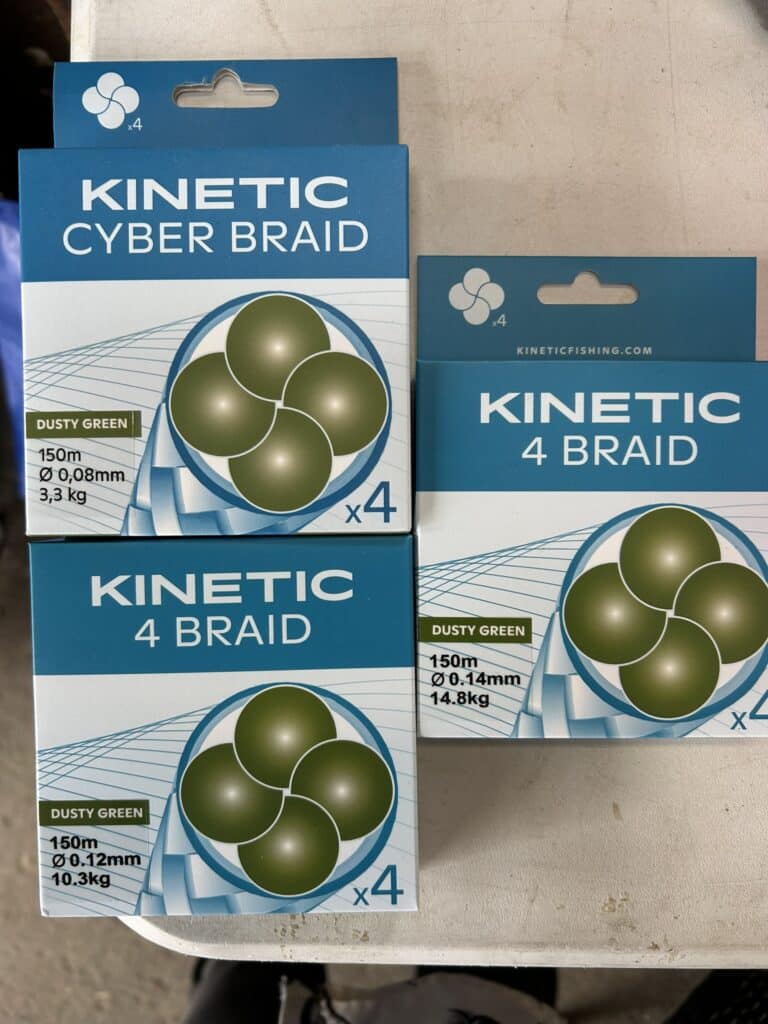 x4
KINETIC
CYBER BRAID
DUSTY GREEN
150m
Ø 0,08mm
3,3 kg
x4
KINETIC
4 BRAID
DUSTY GREEN
150m
Ø 0.12mm
10.3kg
x4
x4
KINETICFISHING.COM
KINETIC
4 BRAID
DUSTY GREEN
150m
Ø 0.14mm
14.8kg
x4